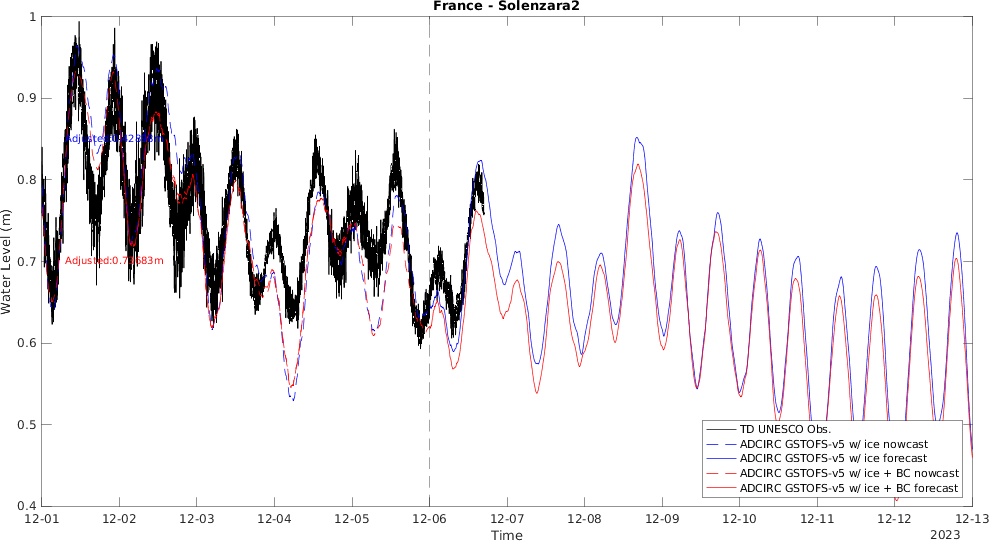 France - Solenzara2
Water Level (m)
1
0.9
0.8
0.7
0.6
0.5
0.4
Adjusted:
Adjusted:0.79683m
TD UNESCO Obs.
ADCIRC GSTOFS-v5 w/ ice nowcast
ADCIRC GSTOFS-v5 w/ ice forecast
ADCIRC GSTOFS-v5 w/ ice + BC nowcast
ADCIRC GSTOFS-v5 w/ ice + BC forecast
12-01 12-02 12-03 12-04 12-05 12-06 12-07 12-08 12-09 12-10 12-11 12-12 12-13
Time
2023